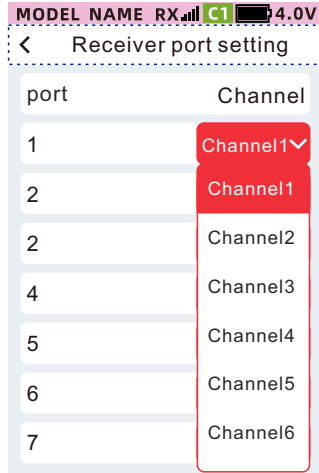 MODEL NAME RX C1 4.0V
< Receiver port setting
port Channel
1 Channel1
2 Channel1
2 Channel2
4 Channel3
5 Channel4
6 Channel5
7 Channel6